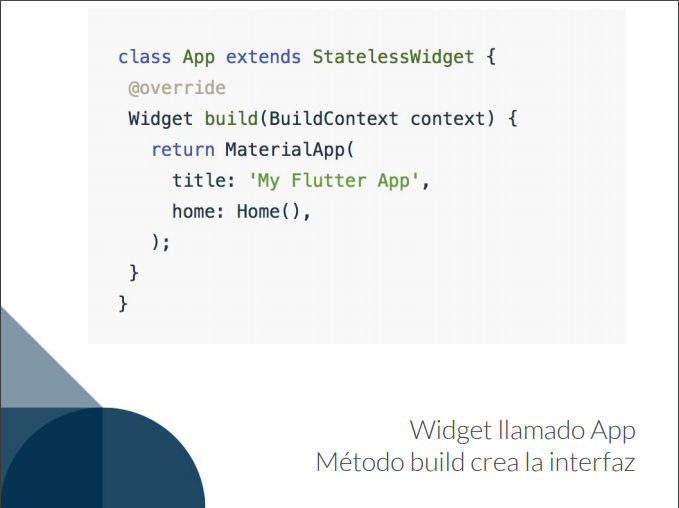 class App extends StatelessWidget {
@override
Widget build(BuildContext context) {
return MaterialApp(
title: 'My Flutter App',
home: Home(),
);
}
}
Widget llamado App
Método build crea la interfaz